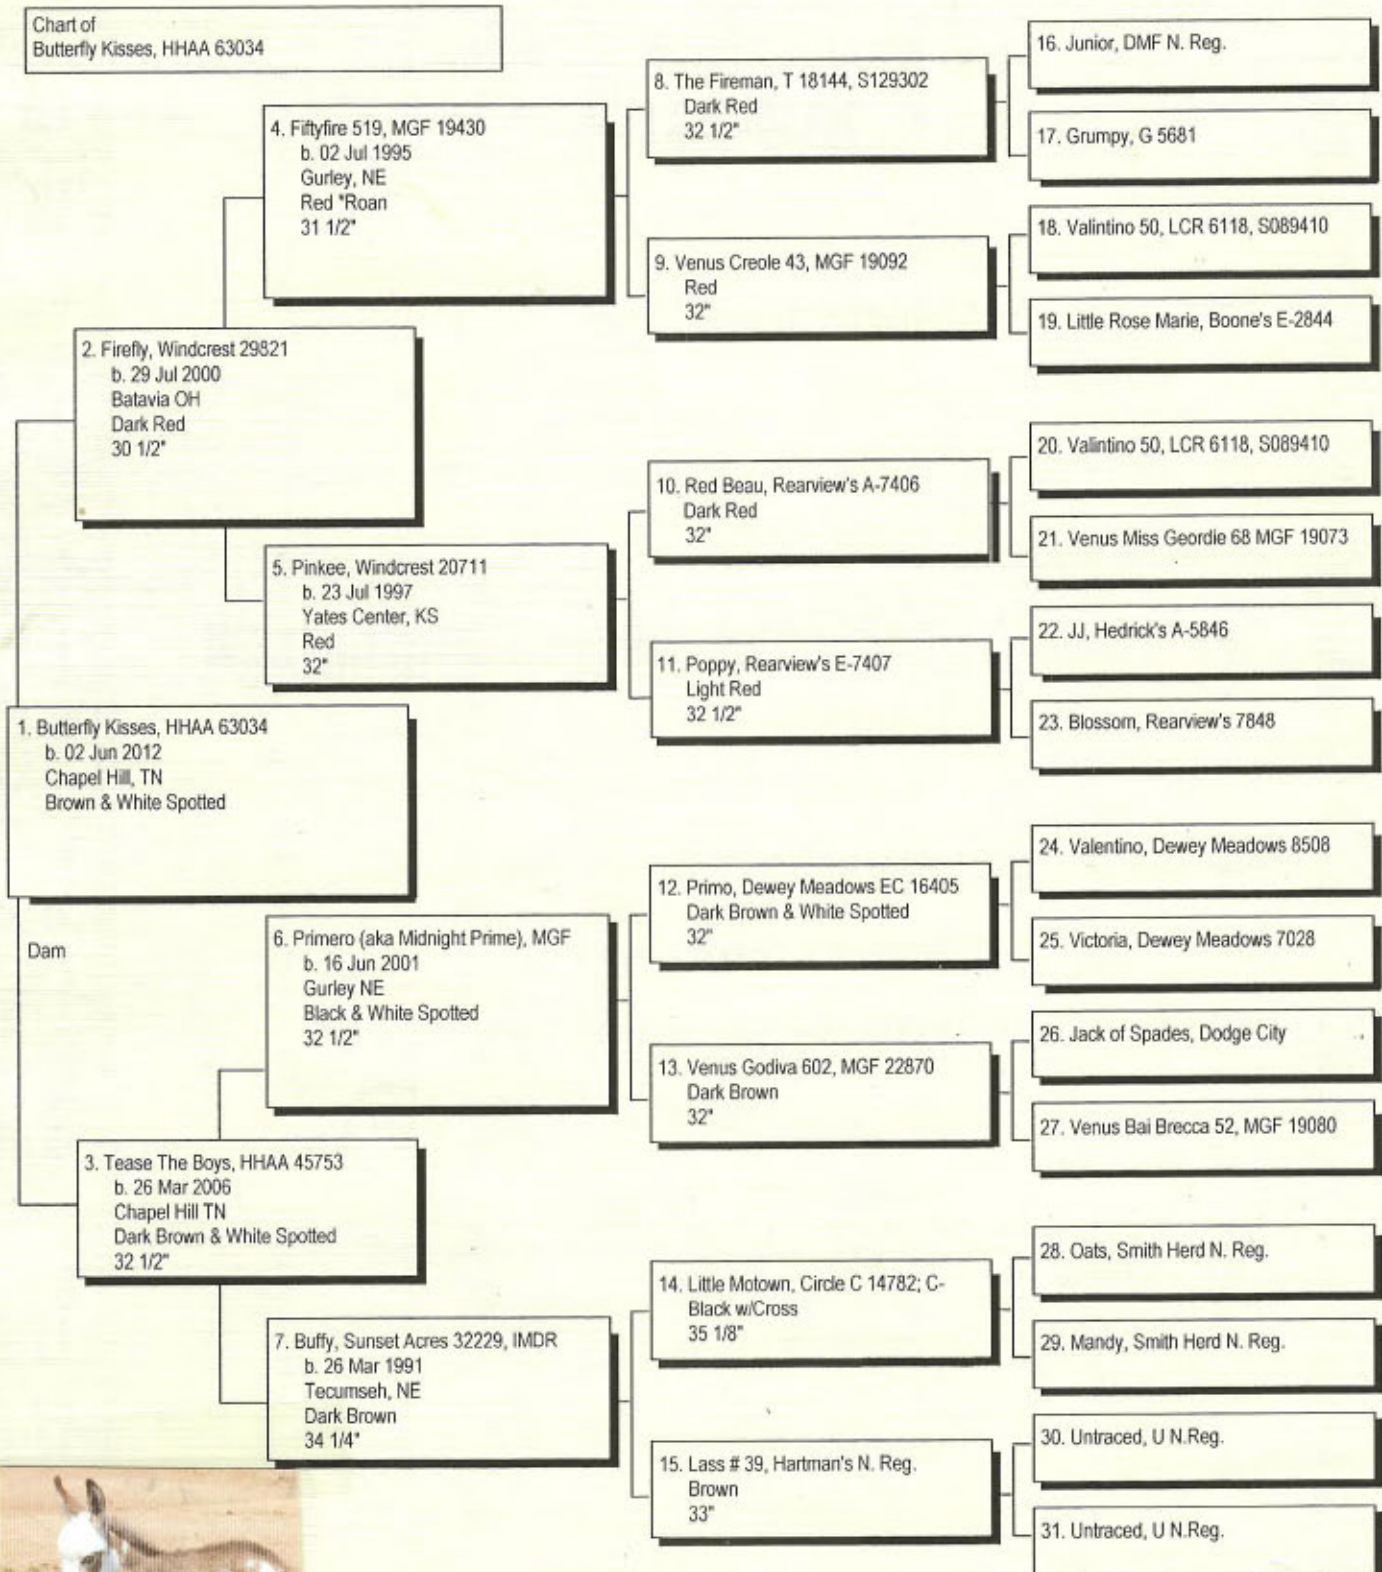 Chart of
Butterfly Kisses, HHAA 63034
16. Junior, DMF N. Reg.
8. The Fireman, T 18144, S129302
Dark Red
32 1/2"
17. Grumpy, G 5681
4. Fiftyfire 519, MGF 19430
b. 02 Jul 1995
Gurley, NE
Red *Roan
31 1/2"
18. Valintino 50, LCR 6118, S089410
9. Venus Creole 43, MGF 19092
Red
32"
19. Little Rose Marie, Boone's E-2844
2. Firefly, Windcrest 29821
b. 29 Jul 2000
Batavia OH
Dark Red
30 1/2"
20. Valintino 50, LCR 6118, S089410
10. Red Beau, Rearview's A-7406
Dark Red
32"
21. Venus Miss Geordie 68 MGF 19073
5. Pinkee, Windcrest 20711
b. 23 Jul 1997
Yates Center, KS
Red
32"
22. JJ, Hedrick's A-5846
11. Poppy, Rearview's E-7407
Light Red
32 1/2"
23. Blossom, Rearview's 7848
1. Butterfly Kisses, HHAA 63034
b. 02 Jun 2012
Chapel Hill, TN
Brown & White Spotted
24. Valentino, Dewey Meadows 8508
12. Primo, Dewey Meadows EC 16405
Dark Brown & White Spotted
32"
25. Victoria, Dewey Meadows 7028
6. Primero (aka Midnight Prime), MGF
b. 16 Jun 2001
Gurley NE
Black & White Spotted
32 1/2"
Dam
26. Jack of Spades, Dodge City
13. Venus Godiva 602, MGF 22870
Dark Brown
32"
27. Venus Bai Brecca 52, MGF 19080
3. Tease The Boys, HHAA 45753
b. 26 Mar 2006
Chapel Hill TN
Dark Brown & White Spotted
32 1/2"
28. Oats, Smith Herd N. Reg.
14. Little Motown, Circle C 14782; C-
Black w/Cross
35 1/8"
29. Mandy, Smith Herd N. Reg.
7. Buffy, Sunset Acres 32229, IMDR
b. 26 Mar 1991
Tecumseh, NE
Dark Brown
34 1/4"
30. Untraced, U N.Reg.
15. Lass # 39, Hartman's N. Reg.
Brown
33"
31. Untraced, U N.Reg.